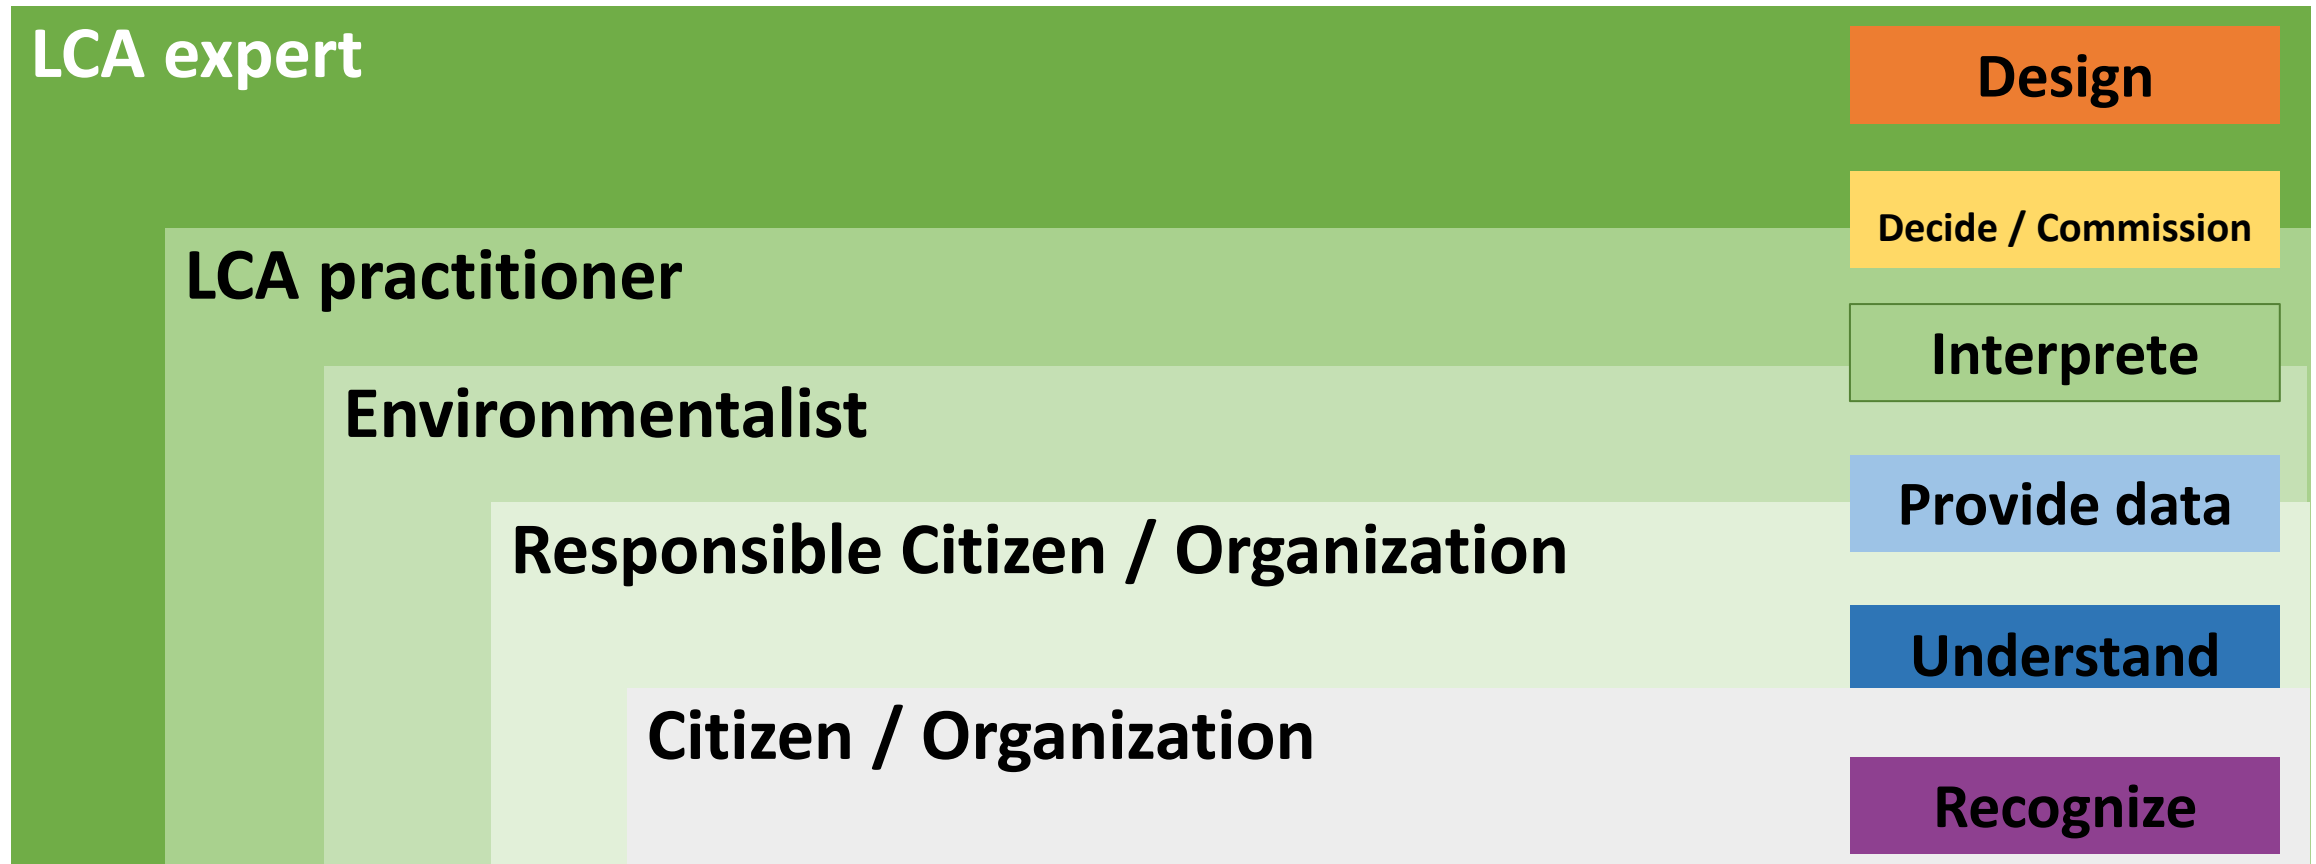 LCA expert
Design
Decide / Commission
LCA practitioner
Interprete
Environmentalist
Provide data
Responsible Citizen / Organization
Understand
Citizen / Organization
Recognize